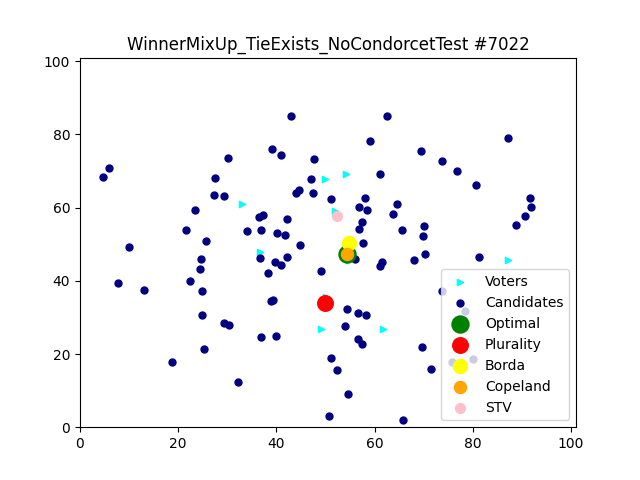 WinnerMixUp_TieExists_NoCondorcetTest #7022
100
80
60
40
20
0
0 20 40 60 80 100
Voters
Candidates
Optimal
Plurality
Borda
Copeland
STV